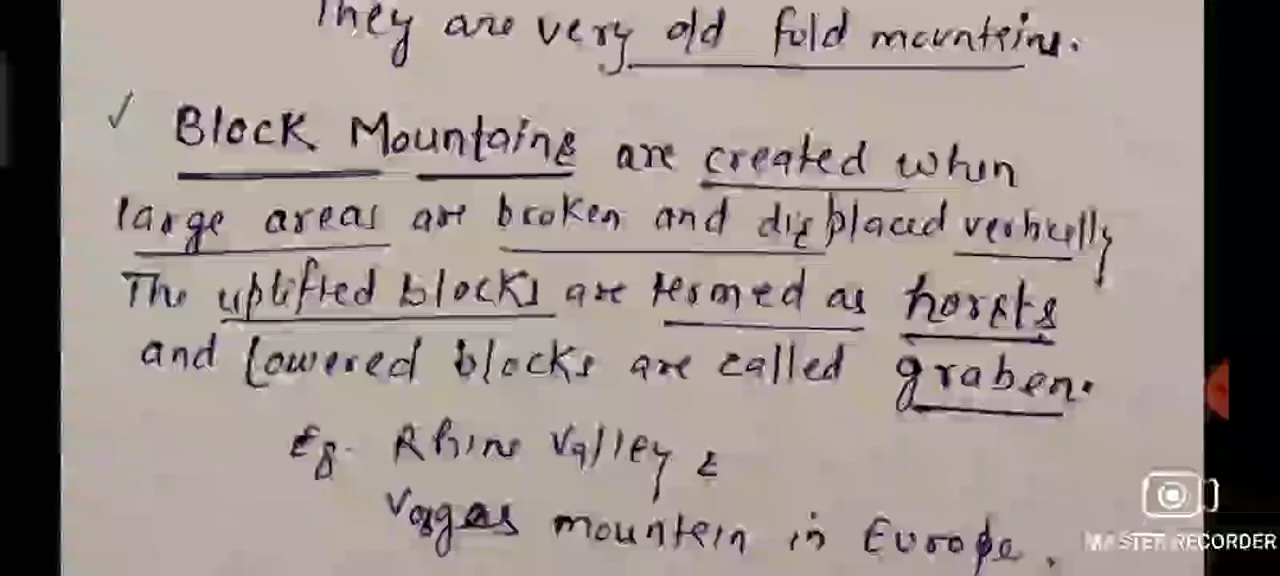 They are very old fold mountains.
✓ Block Mountains are created when
large areas are broken and displaced vertically
The uplifted blocks are termed as horsts
and lowered blocks are called graben.
Eg. Rhine Valley &
Vosges mountein in Europe.
MASTER RECORDER